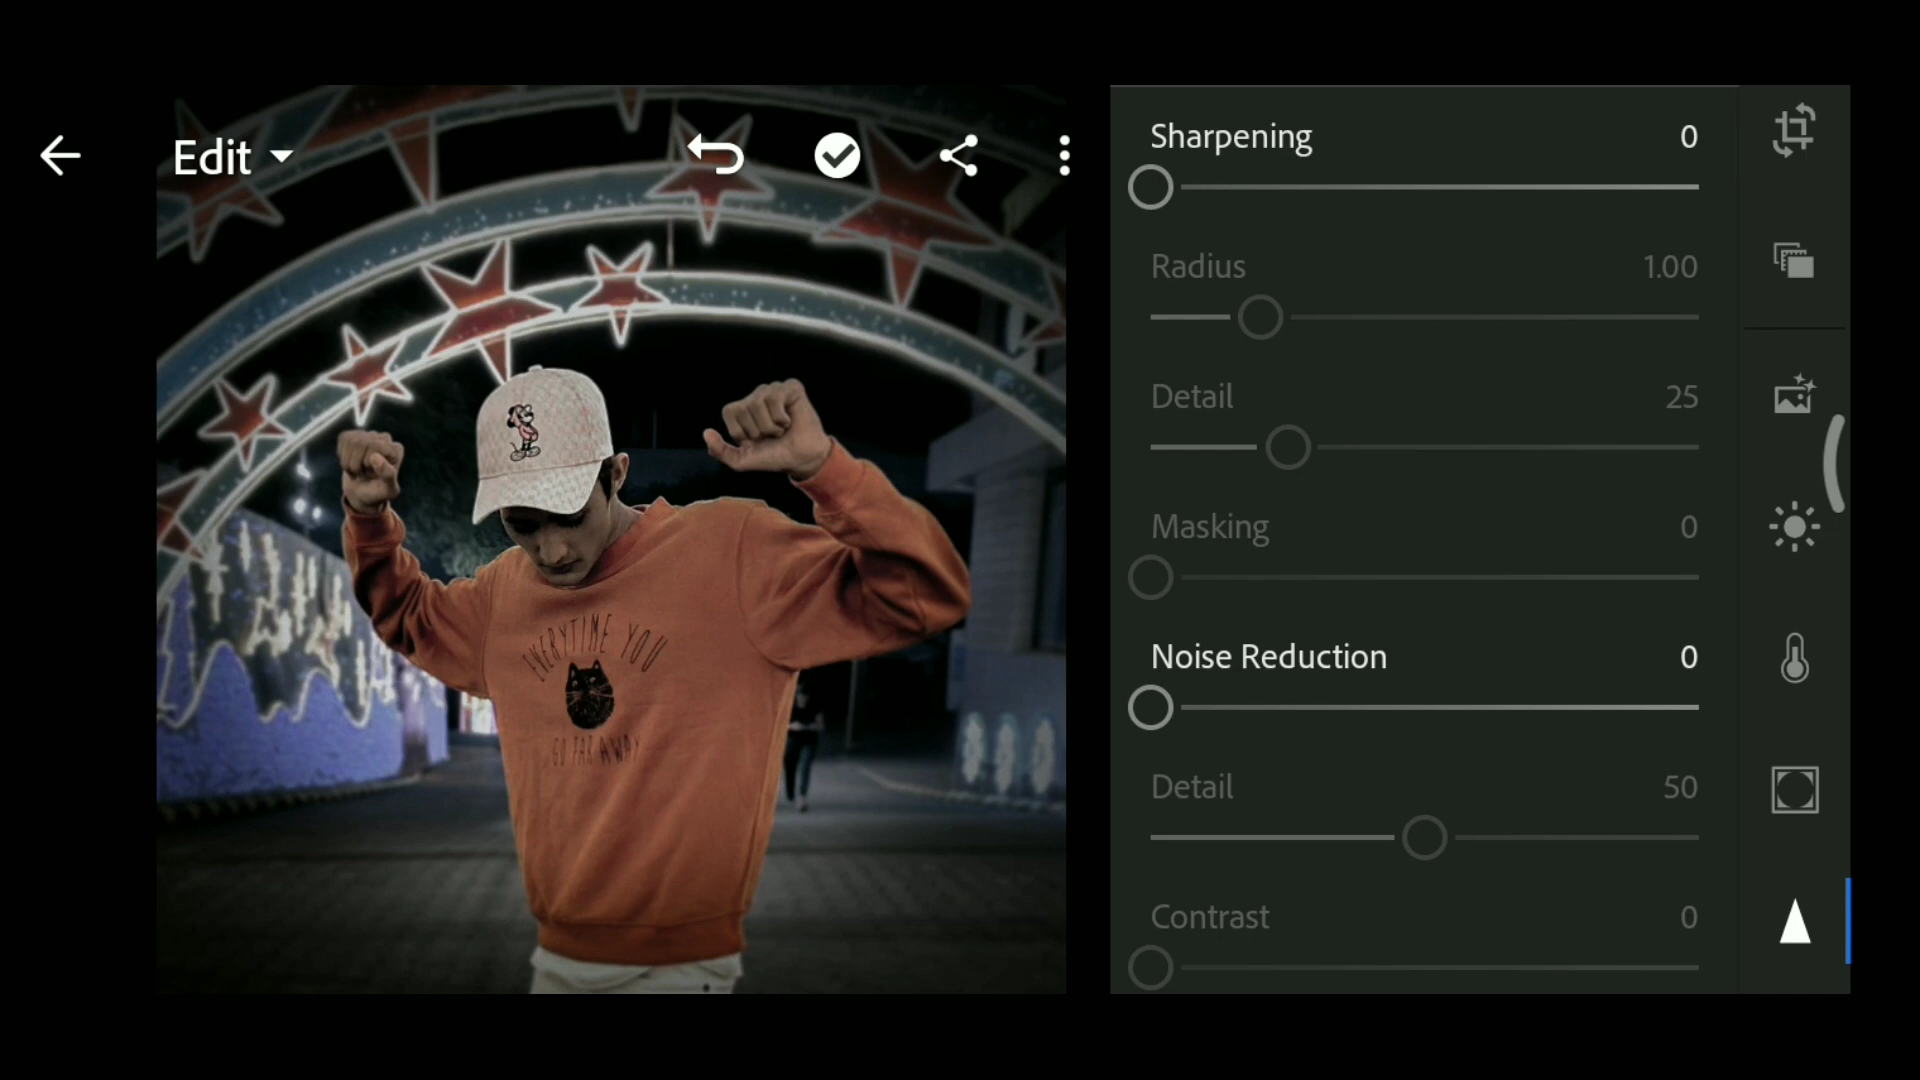 Edit
Sharpening 0
Radius 1.00
Detail 25
Masking 0
Noise Reduction 0
Detail 50
Contrast 0
EVERYTIME YOU
GO FAR AWAY